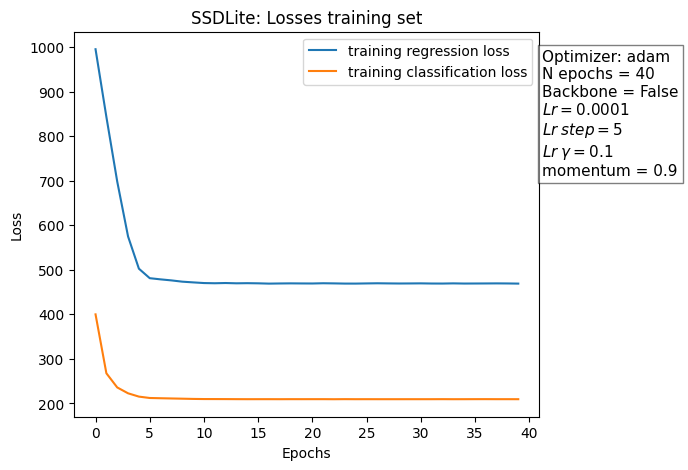 SSDLite: Losses training set
training regression loss
training classification loss
Optimizer: adam
N epochs = 40
Backbone = False
Lr = 0.0001
Lr step = 5
Lr γ = 0.1
momentum = 0.9
Loss
1000
900
800
700
600
500
400
300
200
0 5 10 15 20 25 30 35 40
Epochs